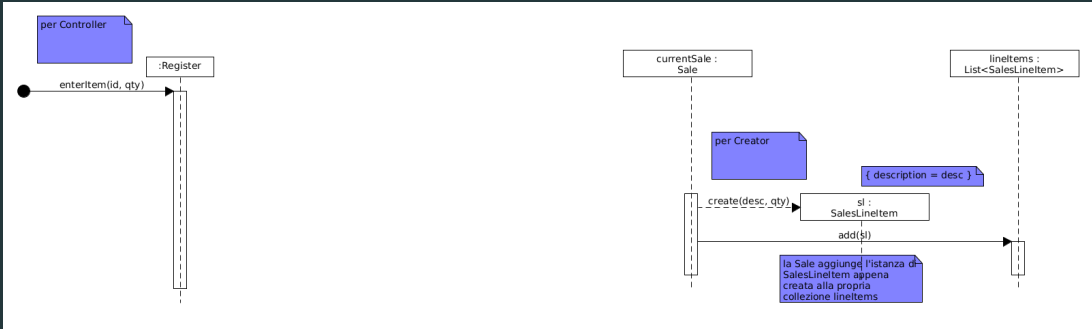 per Controller
:Register
enterItem(id, qty)
currentSale :
Sale
lineItems :
List<SalesLineItem>
per Creator
{ description = desc }
create(desc, qty)
sl :
SalesLineItem
add(sl)
la Sale aggiunge l'istanza di
SalesLineItem appena
creata alla propria
collezione lineItems